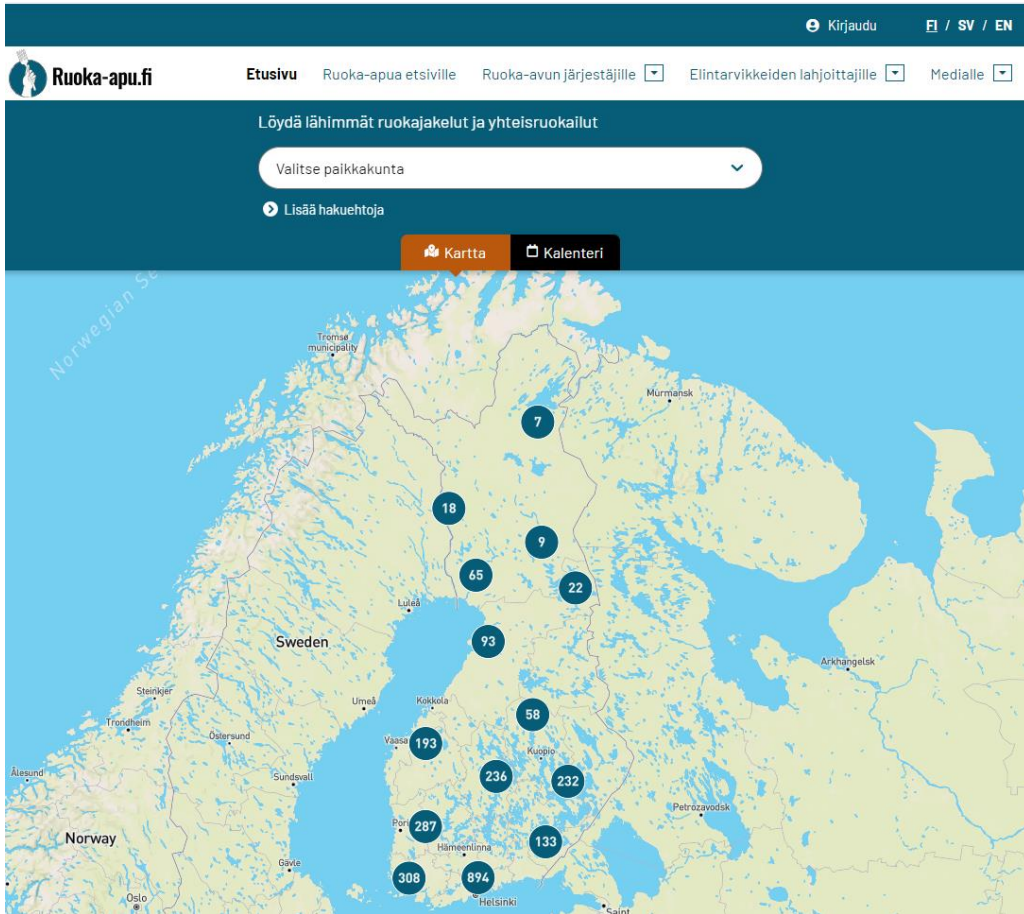 Kirjaudu FI / SV / EN
Ruoka-apu.fi Etusivu Ruoka-apua etsiville Ruoka-avun järjestäjille Elintarvikkeiden lahjoittajille Medialle
Löydä lähimmät ruokajakelut ja yhteisruokailut
Valitse paikkakunta
Lisää hakuehtoja
Kartta Kalenteri
Norwegian Se
Tromsø
municipality
Murmansk
7
18
9
65
22
Luleå
93
Sweden
Arkhangelsk
Steinkjer
Umeå
Kokkola
58
Trondheim
Östersund
Vaasa
193
Kuopio
Ålesund
Sundsvall
236
232
Petrozavodsk
Pori
287
Norway
133
Hämeenlinna
Gävle
308
894
Oslo
Helsinki
Saint